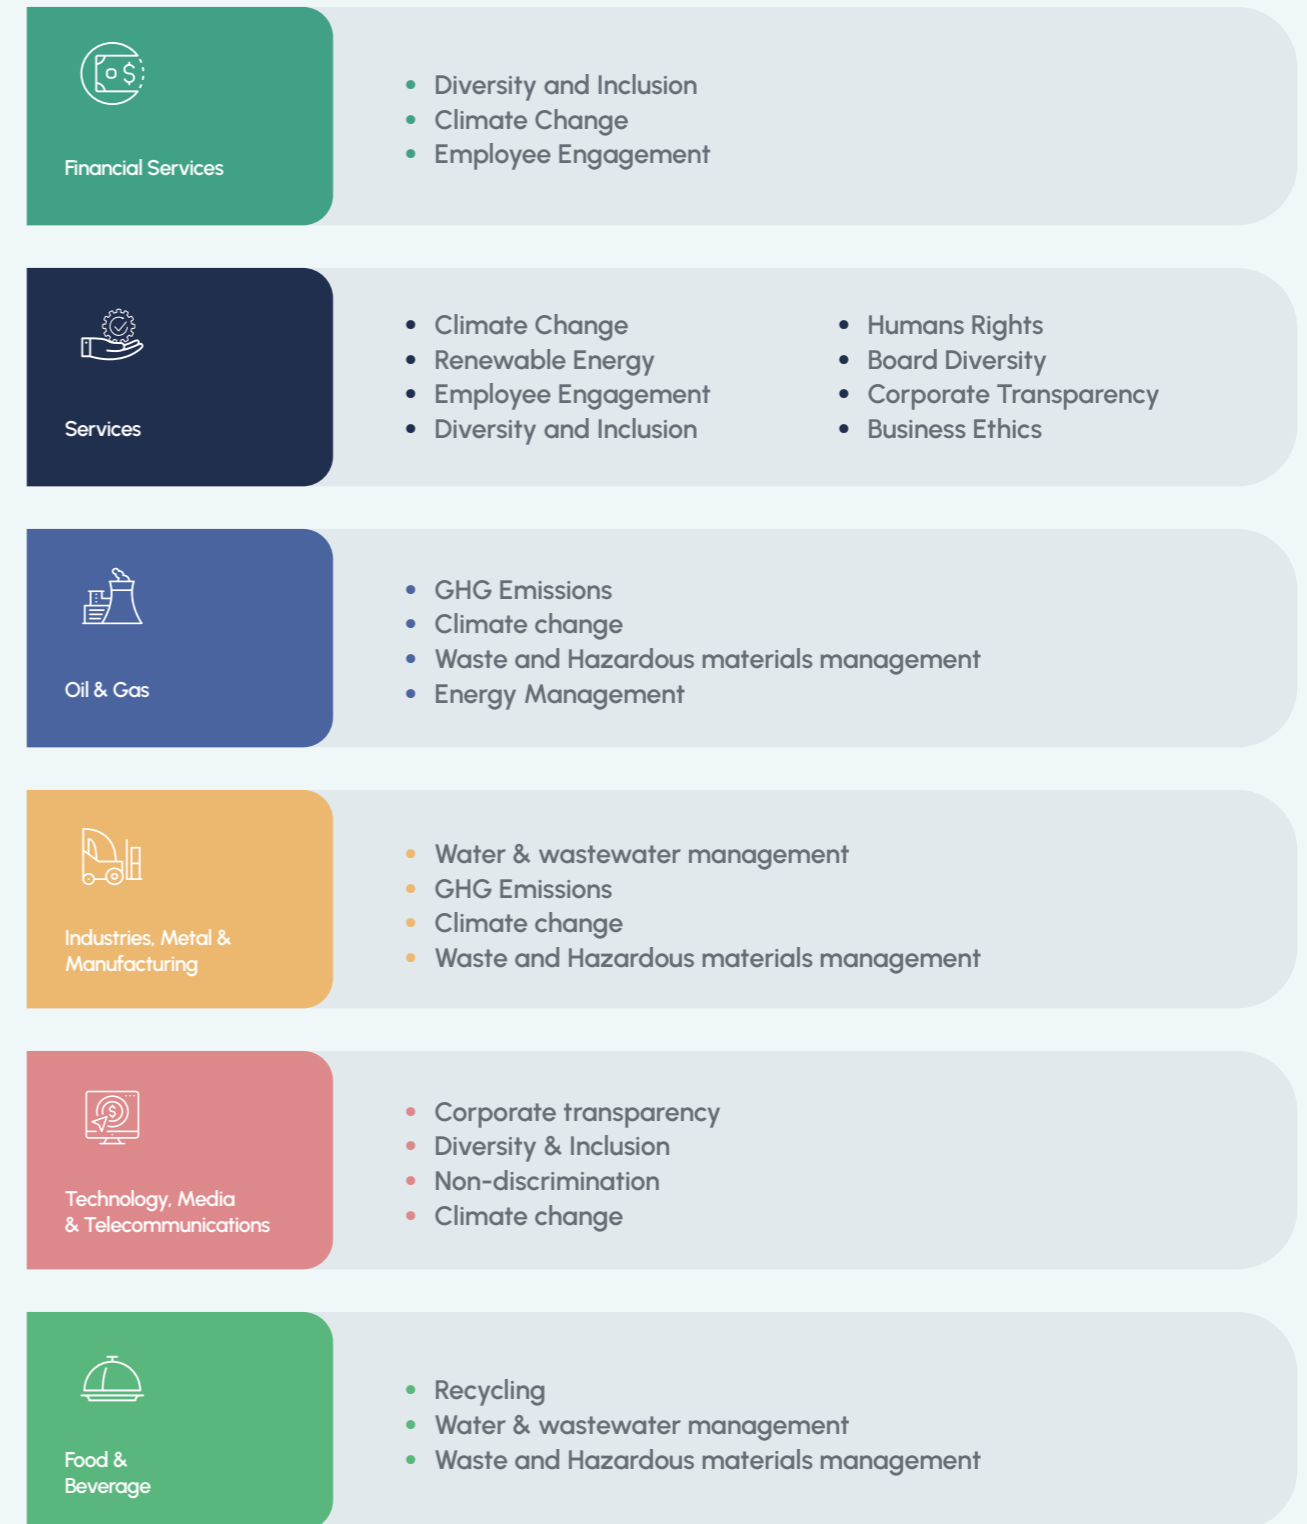 Financial Services
• Diversity and Inclusion
• Climate Change
• Employee Engagement
Services
• Climate Change
• Renewable Energy
• Employee Engagement
• Diversity and Inclusion
• Humans Rights
• Board Diversity
• Corporate Transparency
• Business Ethics
Oil & Gas
• GHG Emissions
• Climate change
• Waste and Hazardous materials management
• Energy Management
Industries, Metal &
Manufacturing
• Water & wastewater management
• GHG Emissions
• Climate change
• Waste and Hazardous materials management
Technology, Media
& Telecommunications
• Corporate transparency
• Diversity & Inclusion
• Non-discrimination
• Climate change
Food &
Beverage
• Recycling
• Water & wastewater management
• Waste and Hazardous materials management